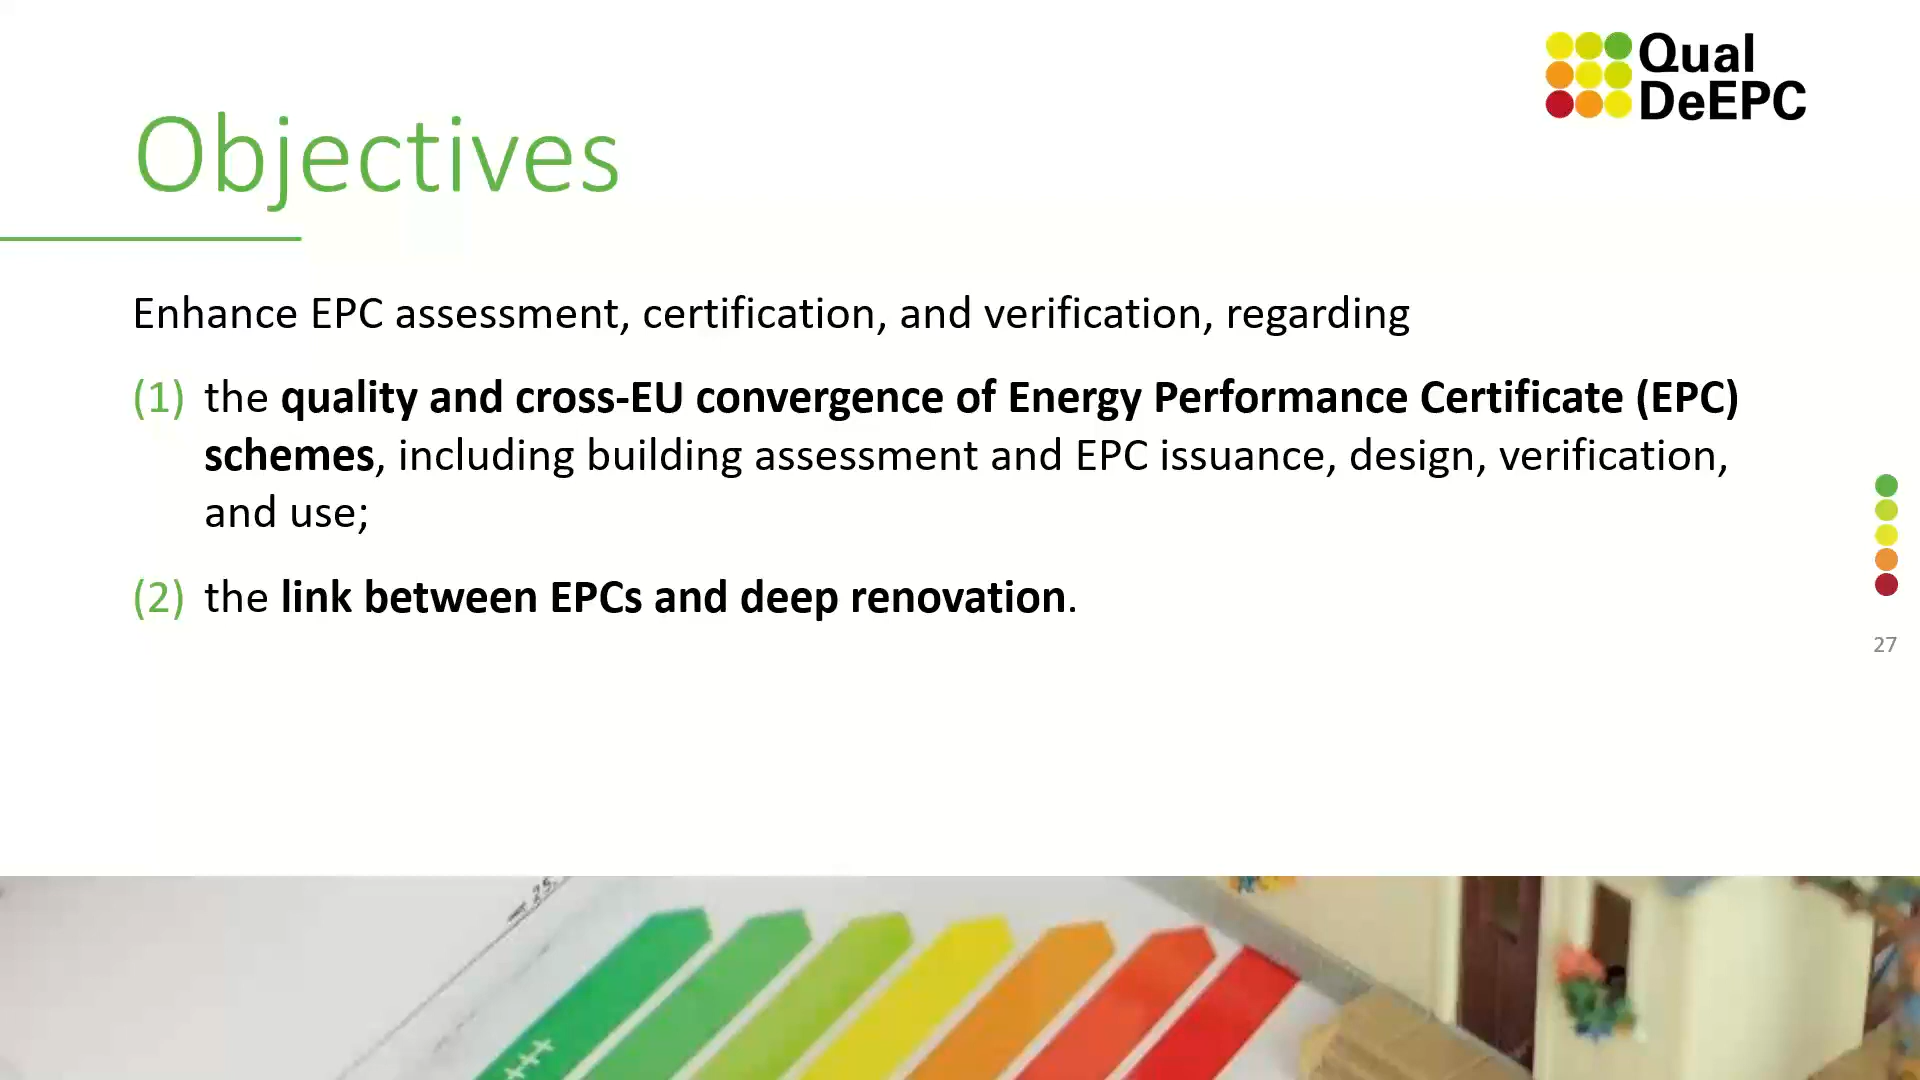 Qual
DeEPC
Objectives
Enhance EPC assessment, certification, and verification, regarding
(1) the quality and cross-EU convergence of Energy Performance Certificate (EPC)
schemes, including building assessment and EPC issuance, design, verification,
and use;
(2) the link between EPCs and deep renovation.
27
25
+++